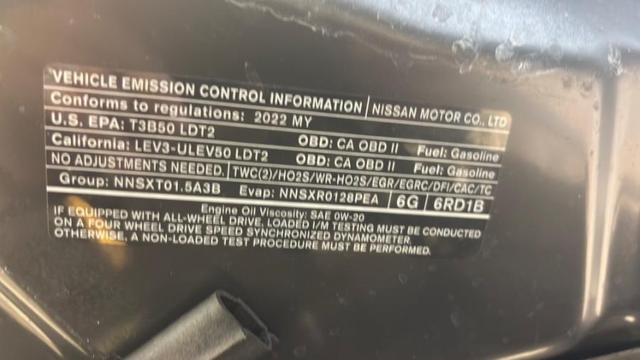 VEHICLE EMISSION CONTROL INFORMATION NISSAN MOTOR CO., LTD
Conforms to regulations: 2022 MY
U.S. EPA: T3B50 LDT2 OBD: CA OBD II Fuel: Gasoline
California: LEV3-ULEV50 LDT2 OBD: CA OBD II Fuel: Gasoline
NO ADJUSTMENTS NEEDED. TWC(2)/HO2S/WR-HO2S/EGR/EGRC/DFI/CAC/TC
Group: NNSXT01.5A3B Evap: NNSXR0128PEA 6G 6RD1B
Engine Oil Viscosity: SAE 0W-20
IF EQUIPPED WITH ALL-WHEEL DRIVE, LOADED I/M TESTING MUST BE CONDUCTED
ON A FOUR WHEEL DRIVE SPEED SYNCHRONIZED DYNAMOMETER.
OTHERWISE, A NON-LOADED TEST PROCEDURE MUST BE PERFORMED.